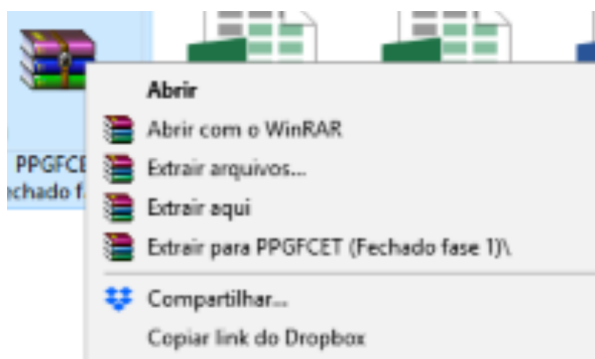 Abrir
Abrir com o WinRAR
Extrair arquivos...
Extrair aqui
PPGFCE
Fechado f
Extrair para PPGFCET (Fechado fase 1)\
Compartilhar...
Copiar link do Dropbox